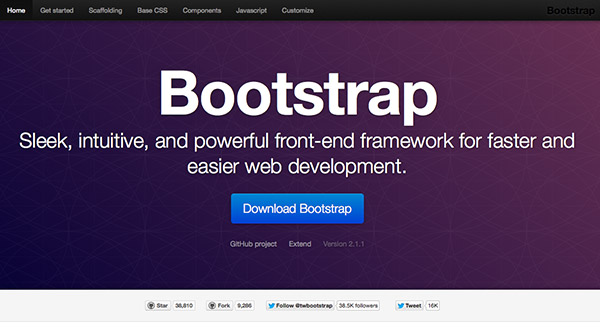 Home Get started Scaffolding Base CSS Components Javascript Customize Bootstrap
Bootstrap
Sleek, intuitive, and powerful front-end framework for faster and
easier web development.
Download Bootstrap
GitHub project Extend Version 2.1.1
Star 36,810 Fork 9,286 Follow @twbootstrap 38.5K followers Tweet 16K